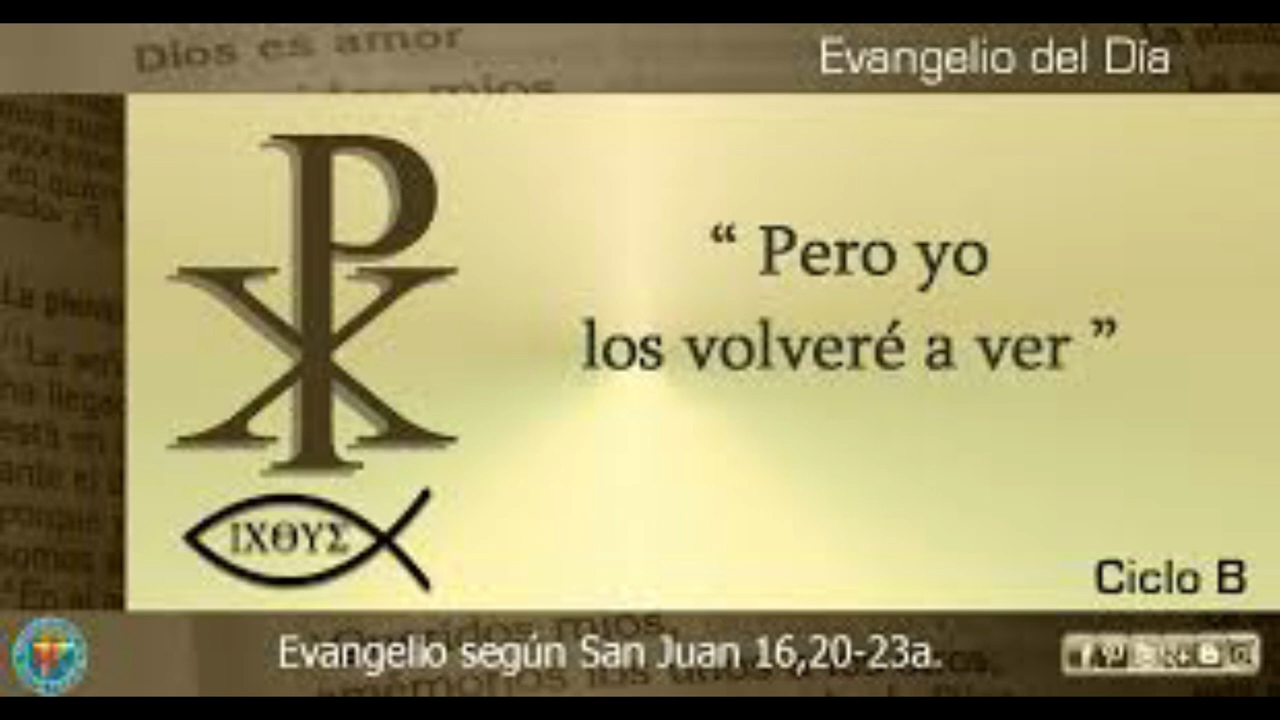 Dios es amor
Evangelio del Día
“ Pero yo
los volveré a ver ”
ΙΧΘΥΣ
Ciclo B
Evangelio según San Juan 16,20-23a.